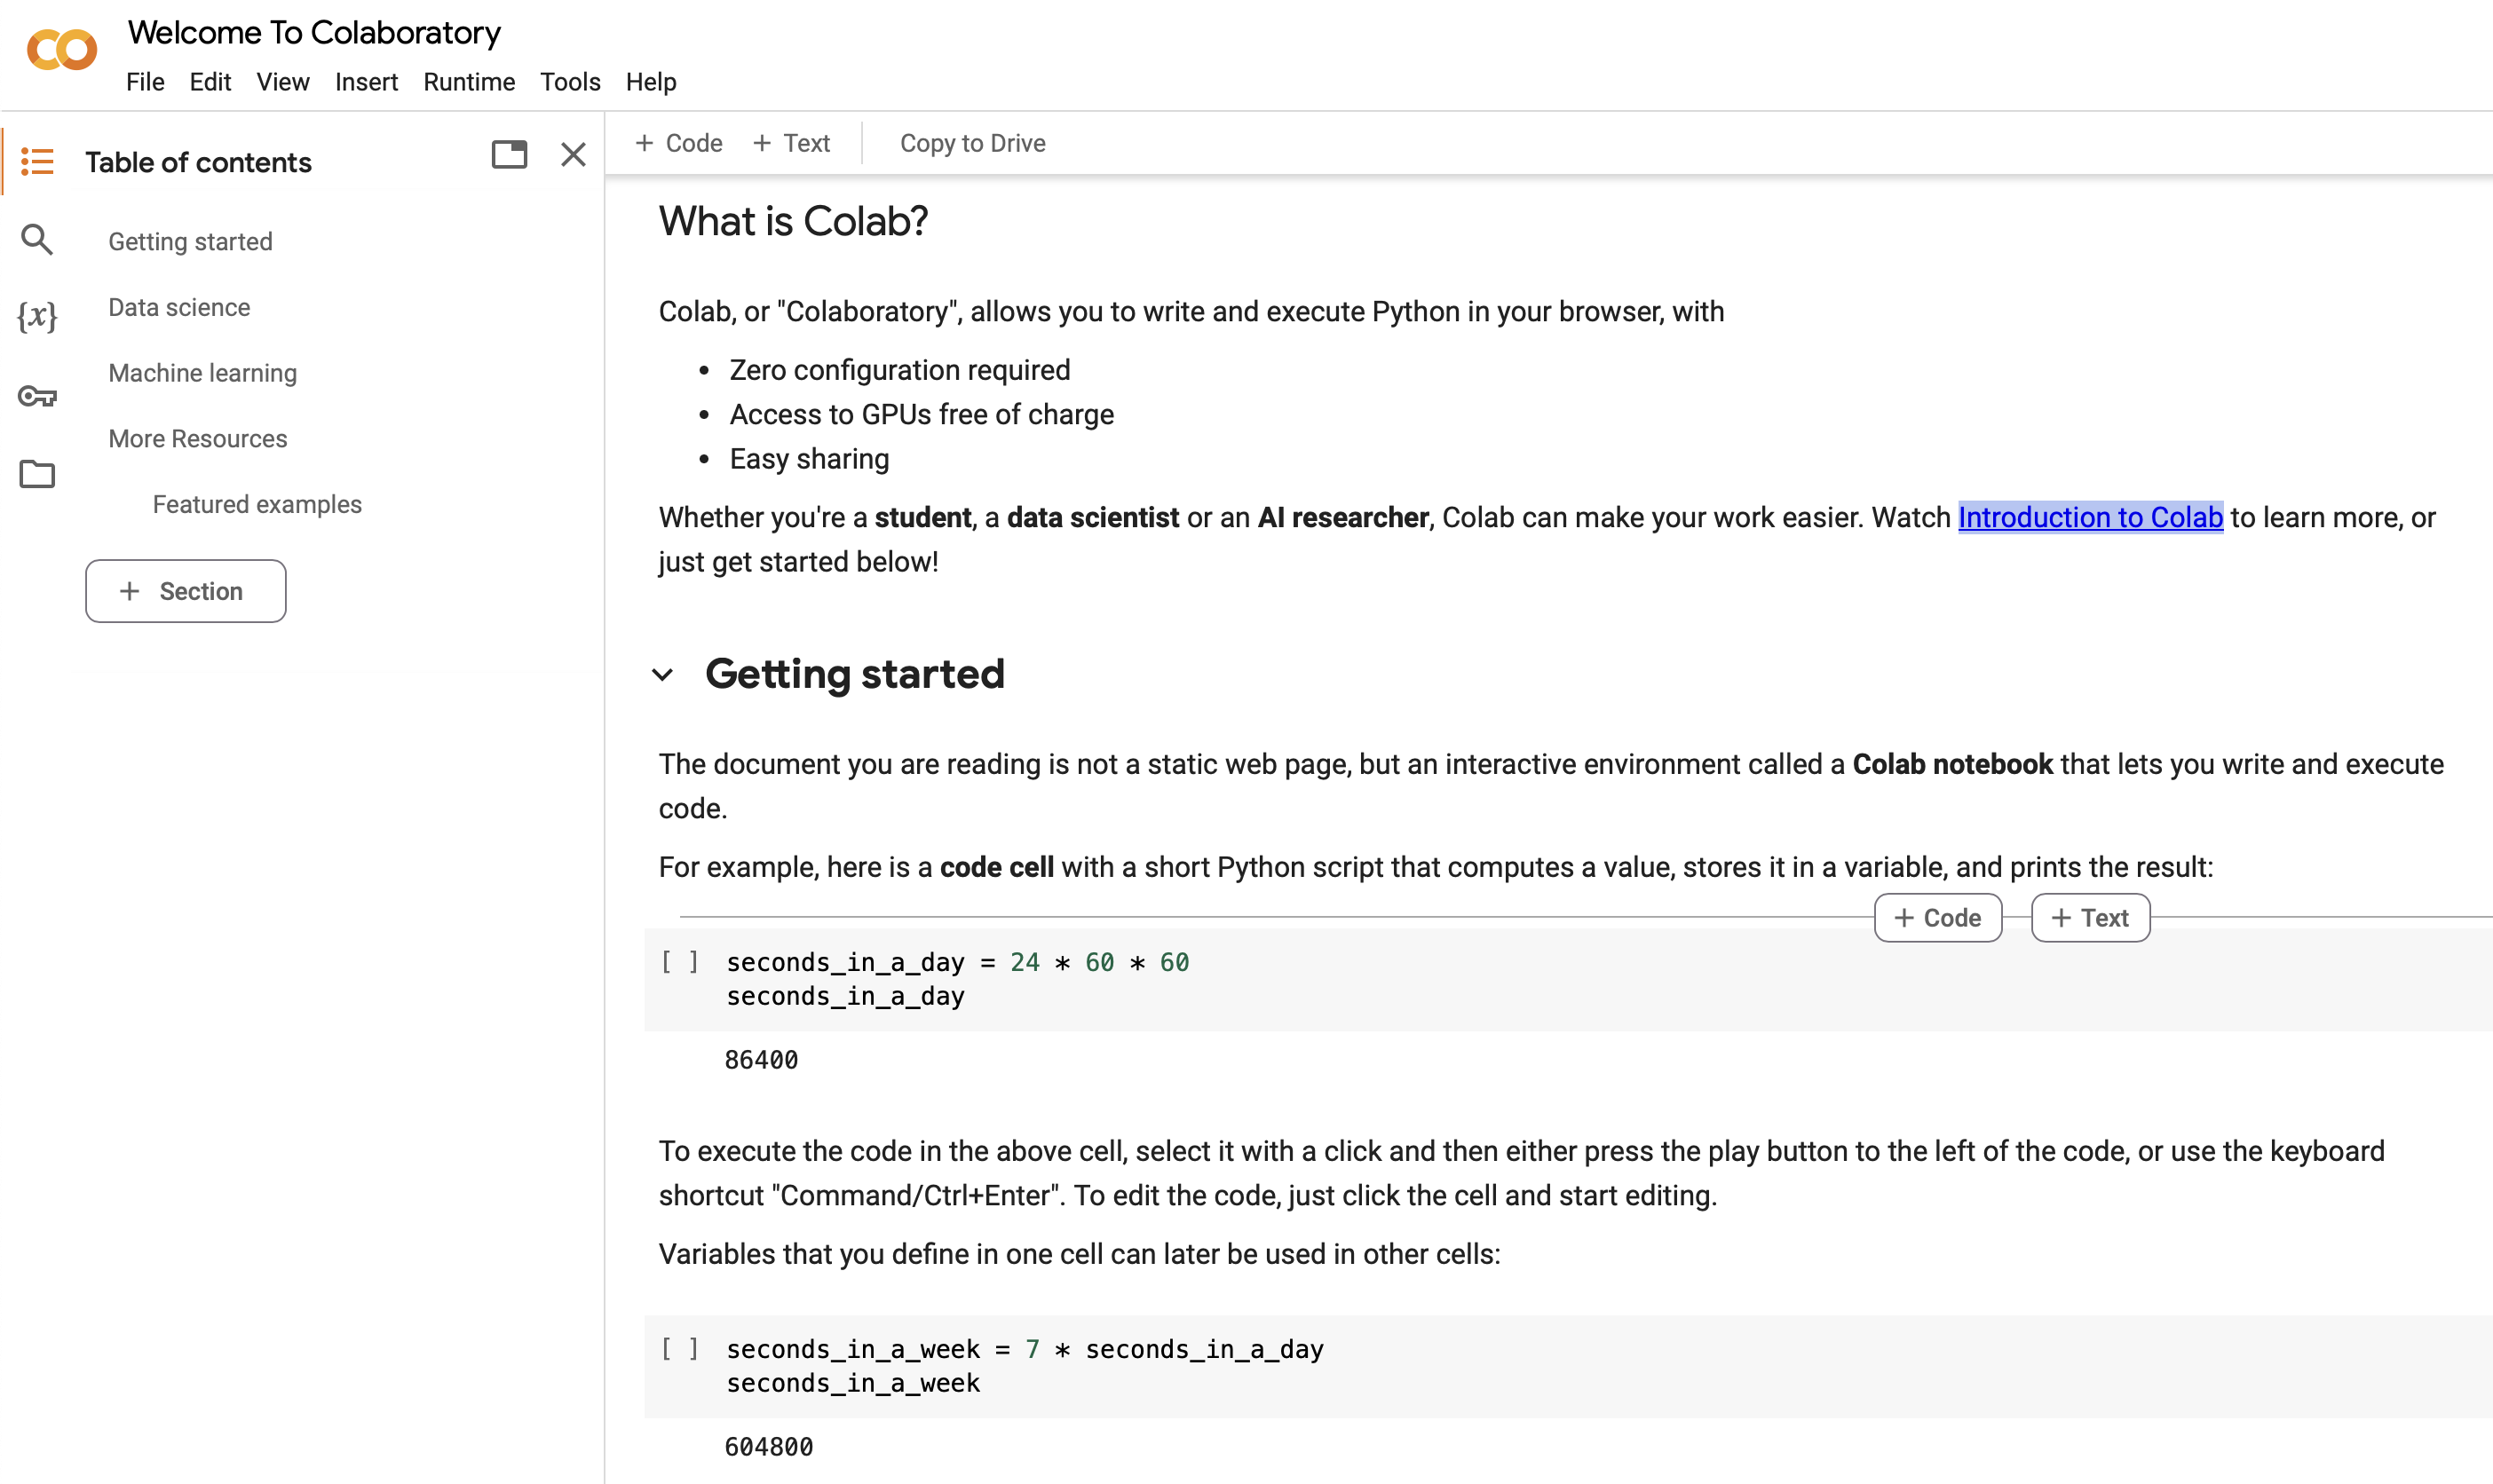 Welcome To Colaboratory
File Edit View Insert Runtime Tools Help
Table of contents
Getting started
Data science
Machine learning
More Resources
Featured examples
+ Section
+ Code + Text Copy to Drive
What is Colab?
Colab, or "Colaboratory", allows you to write and execute Python in your browser, with
• Zero configuration required
• Access to GPUs free of charge
• Easy sharing
Whether you're a student, a data scientist or an AI researcher, Colab can make your work easier. Watch Introduction to Colab to learn more, or
just get started below!
Getting started
The document you are reading is not a static web page, but an interactive environment called a Colab notebook that lets you write and execute
code.
For example, here is a code cell with a short Python script that computes a value, stores it in a variable, and prints the result:
+ Code + Text
[ ] seconds_in_a_day = 24 * 60 * 60
seconds_in_a_day
86400
To execute the code in the above cell, select it with a click and then either press the play button to the left of the code, or use the keyboard
shortcut "Command/Ctrl+Enter". To edit the code, just click the cell and start editing.
Variables that you define in one cell can later be used in other cells:
[ ] seconds_in_a_week = 7 * seconds_in_a_day
seconds_in_a_week
604800